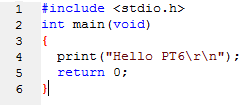 1 #include <stdio.h>
2 int main(void)
3 {
4   print("Hello PT6\r\n");
5   return 0;
6 }